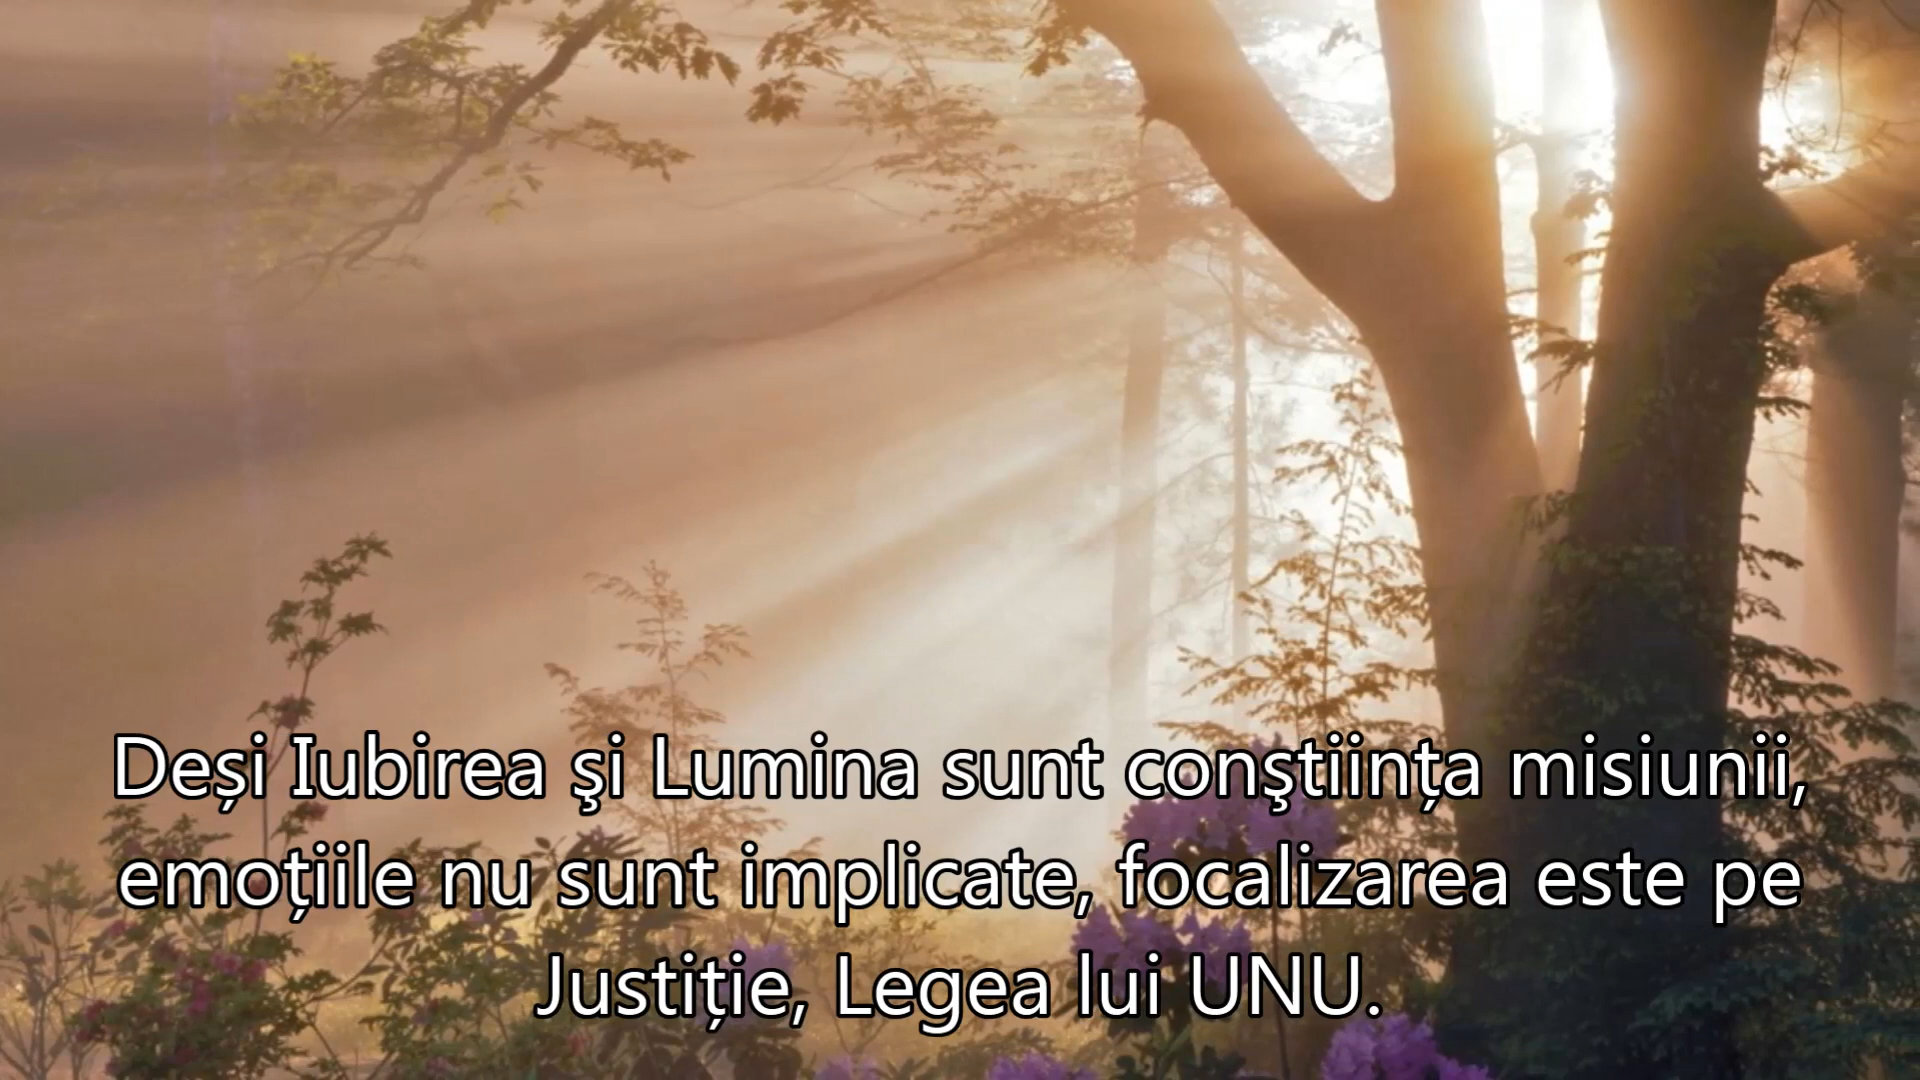 Deși Iubirea şi Lumina sunt conştiința misiunii,
emoțiile nu sunt implicate, focalizarea este pe
Justiție, Legea lui UNU.